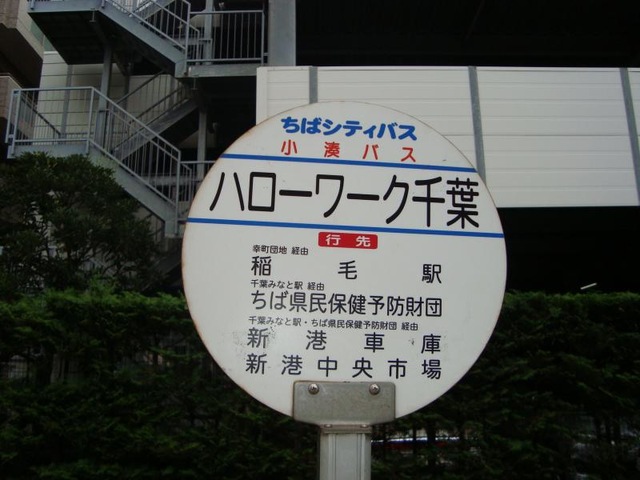 ちばシティバス
小湊バス
ハローワーク千葉
行先
幸町団地 経由
稲毛駅
千葉みなと駅 経由
ちば県民保健予防財団
千葉みなと駅・ちば県民保健予防財団 経由
新港車庫
新港中央市場